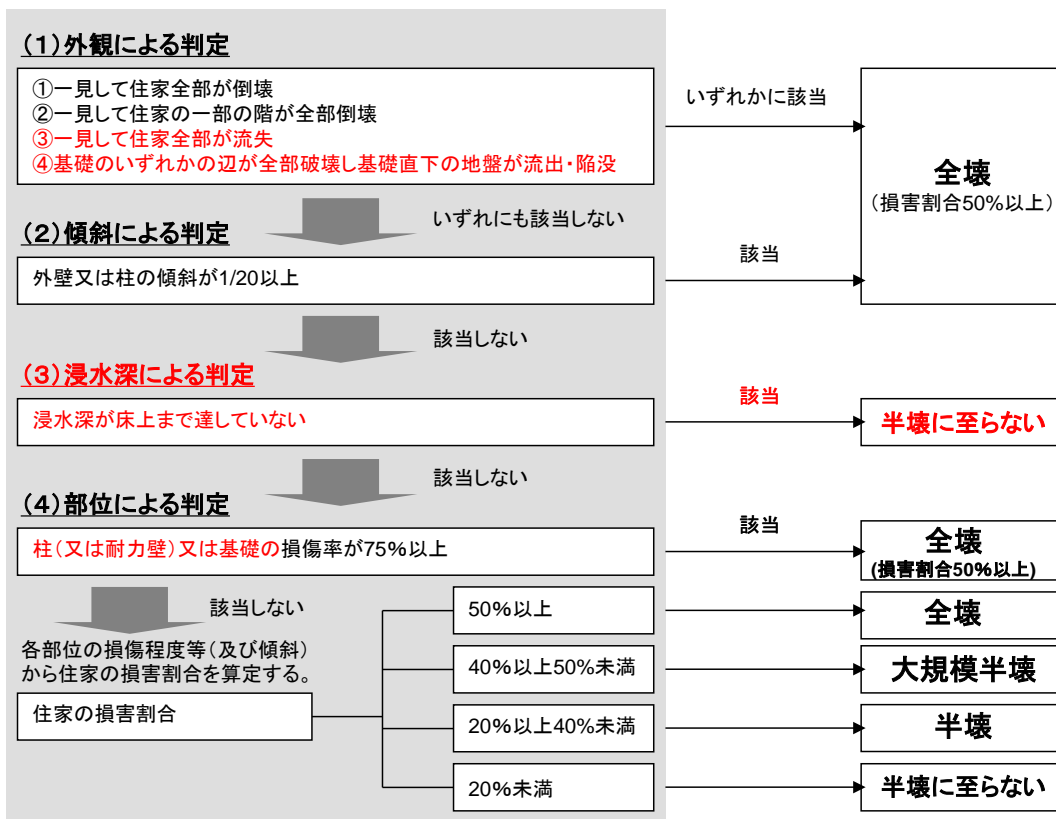 (1)外観による判定
①一見して住家全部が倒壊
②一見して住家の一部の階が全部倒壊
③一見して住家全部が流失
④基礎のいずれかの辺が全部破壊し基礎直下の地盤が流出・陥没
いずれかに該当
全壊
(損害割合50%以上)
いずれにも該当しない
(2)傾斜による判定
外壁又は柱の傾斜が1/20以上
該当
該当しない
(3)浸水深による判定
浸水深が床上まで達していない
該当
半壊に至らない
該当しない
(4)部位による判定
柱(又は耐力壁)又は基礎の損傷率が75%以上
該当
全壊
(損害割合50%以上)
該当しない
各部位の損傷程度等(及び傾斜)
から住家の損害割合を算定する。
住家の損害割合
50%以上
全壊
40%以上50%未満
大規模半壊
20%以上40%未満
半壊
20%未満
半壊に至らない